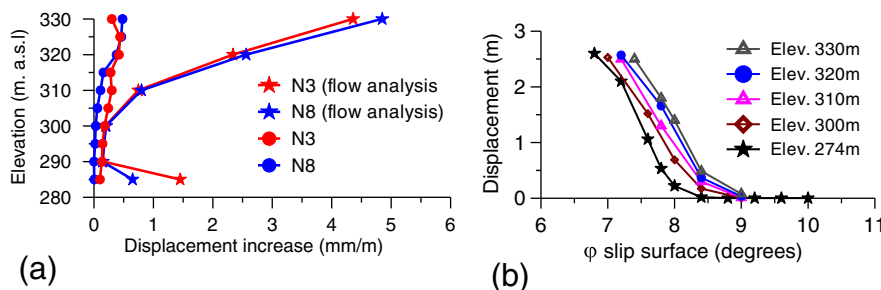 Elevation (m. a.s.l)
330
320
310
300
290
280
0
1
2
3
4
5
6
Displacement increase (mm/m)
N3 (flow analysis
N8 (flow analysis)
N3
N8
(a)
Displacement (m)
3
2
1
0
6
7
8
9
10
11
φ slip surface (degrees)
Elev. 330m
Elev. 320m
Elev. 310m
Elev. 300m
Elev. 274m
(b)